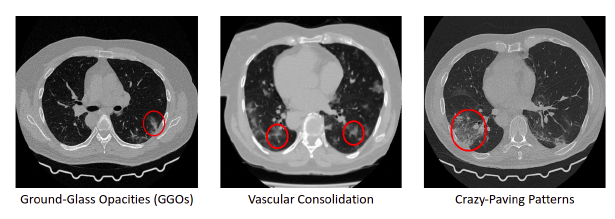 Ground-Glass Opacities (GGOs)
Vascular Consolidation
Crazy-Paving Patterns